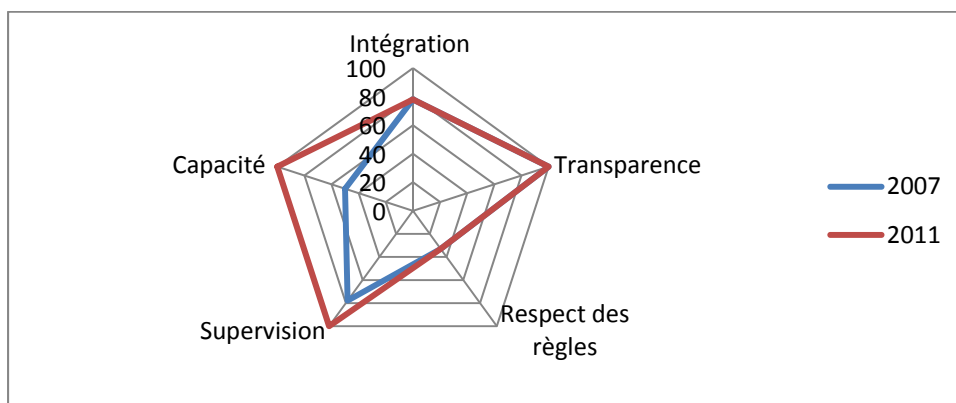 Intégration
100
80
60
40
20
0
Capacité
Transparence
Supervision
Respect des
règles
2007
2011